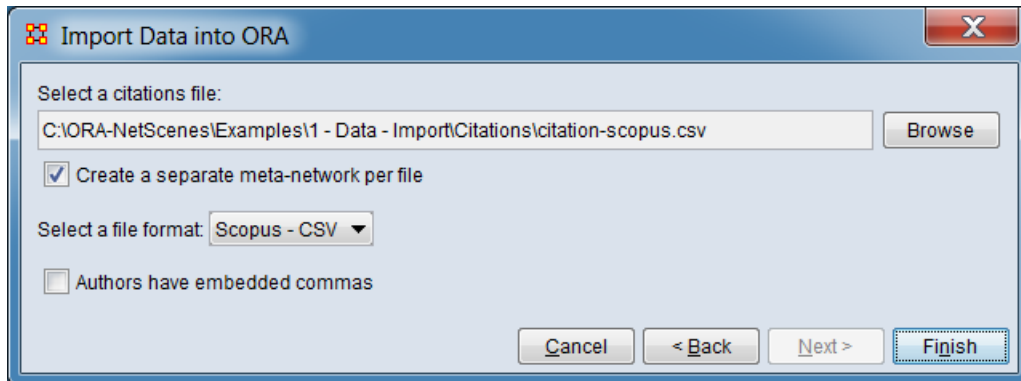 Import Data into ORA
Select a citations file:
C:\ORA-NetScenes\Examples\1 - Data - Import\Citations\citation-scopus.csv
Browse
Create a separate meta-network per file
Select a file format: Scopus - CSV
Authors have embedded commas
Cancel < Back Next > Finish